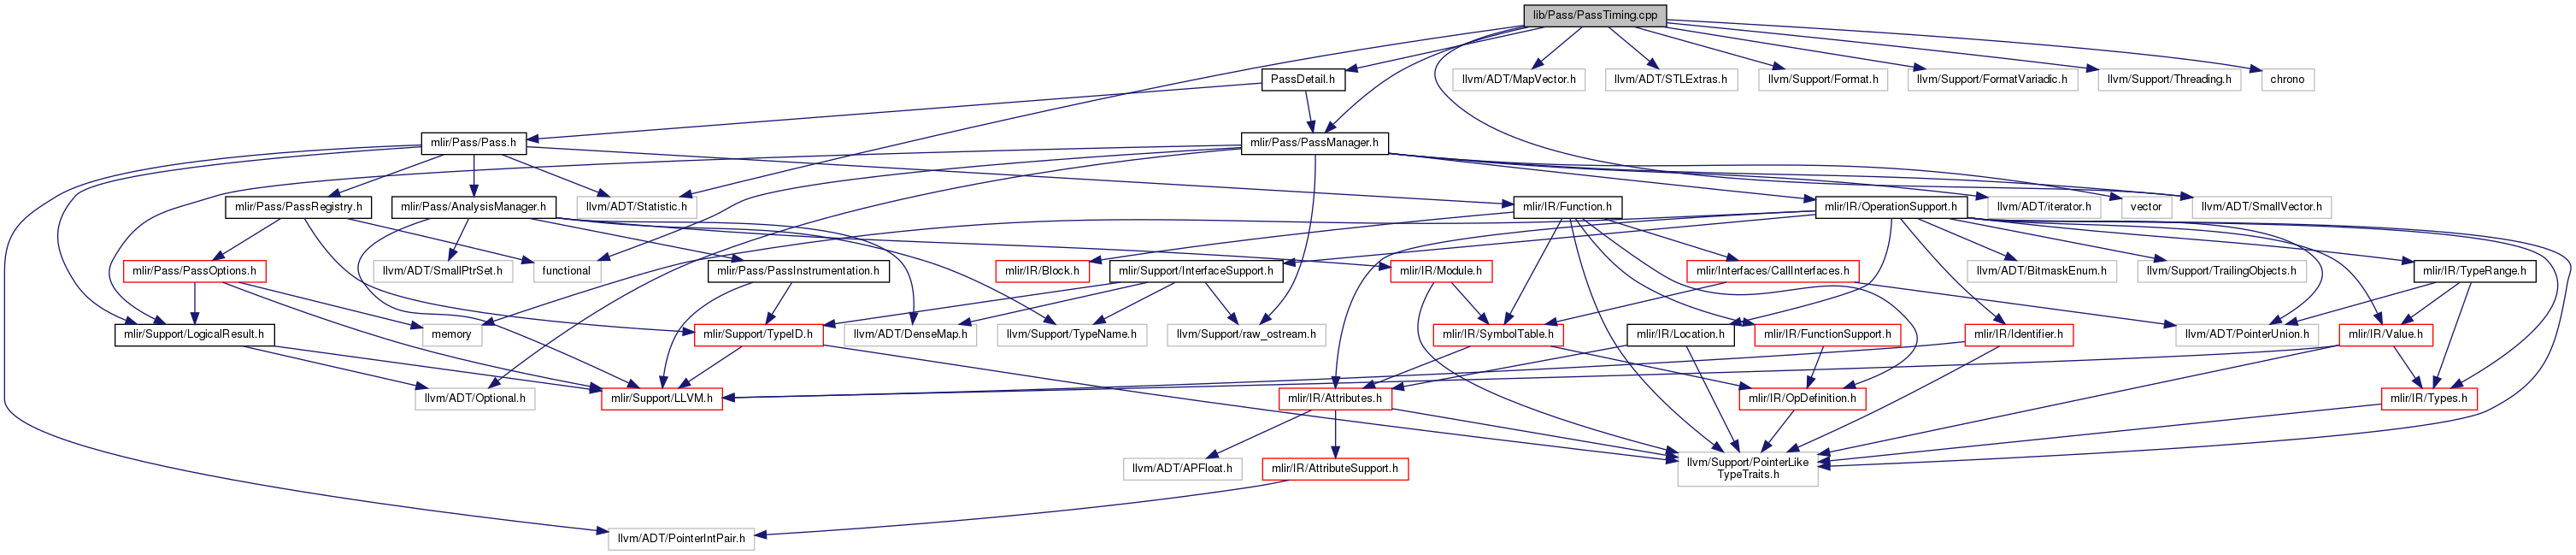 lib/Pass/PassTiming.cpp
PassDetail.h
llvm/ADT/MapVector.h
llvm/ADT/STLExtras.h
llvm/Support/Format.h
llvm/Support/FormatVariadic.h
llvm/Support/Threading.h
chrono
mlir/Pass/Pass.h
mlir/Pass/PassManager.h
mlir/Pass/PassRegistry.h
mlir/Pass/AnalysisManager.h
llvm/ADT/Statistic.h
mlir/IR/Function.h
mlir/IR/OperationSupport.h
llvm/ADT/iterator.h
vector
llvm/ADT/SmallVector.h
mlir/Pass/PassOptions.h
llvm/ADT/SmallPtrSet.h
functional
mlir/Pass/PassInstrumentation.h
mlir/IR/Block.h
mlir/Support/InterfaceSupport.h
mlir/IR/Module.h
mlir/Interfaces/CallInterfaces.h
llvm/ADT/BitmaskEnum.h
llvm/Support/TrailingObjects.h
mlir/IR/TypeRange.h
mlir/Support/LogicalResult.h
memory
mlir/Support/TypeID.h
llvm/ADT/DenseMap.h
llvm/Support/TypeName.h
llvm/Support/raw_ostream.h
mlir/IR/SymbolTable.h
mlir/IR/Location.h
mlir/IR/FunctionSupport.h
mlir/IR/Identifier.h
llvm/ADT/PointerUnion.h
mlir/IR/Value.h
llvm/ADT/Optional.h
mlir/Support/LLVM.h
mlir/IR/Attributes.h
mlir/IR/OpDefinition.h
mlir/IR/Types.h
llvm/ADT/APFloat.h
mlir/IR/AttributeSupport.h
llvm/Support/PointerLike
TypeTraits.h
llvm/ADT/PointerIntPair.h